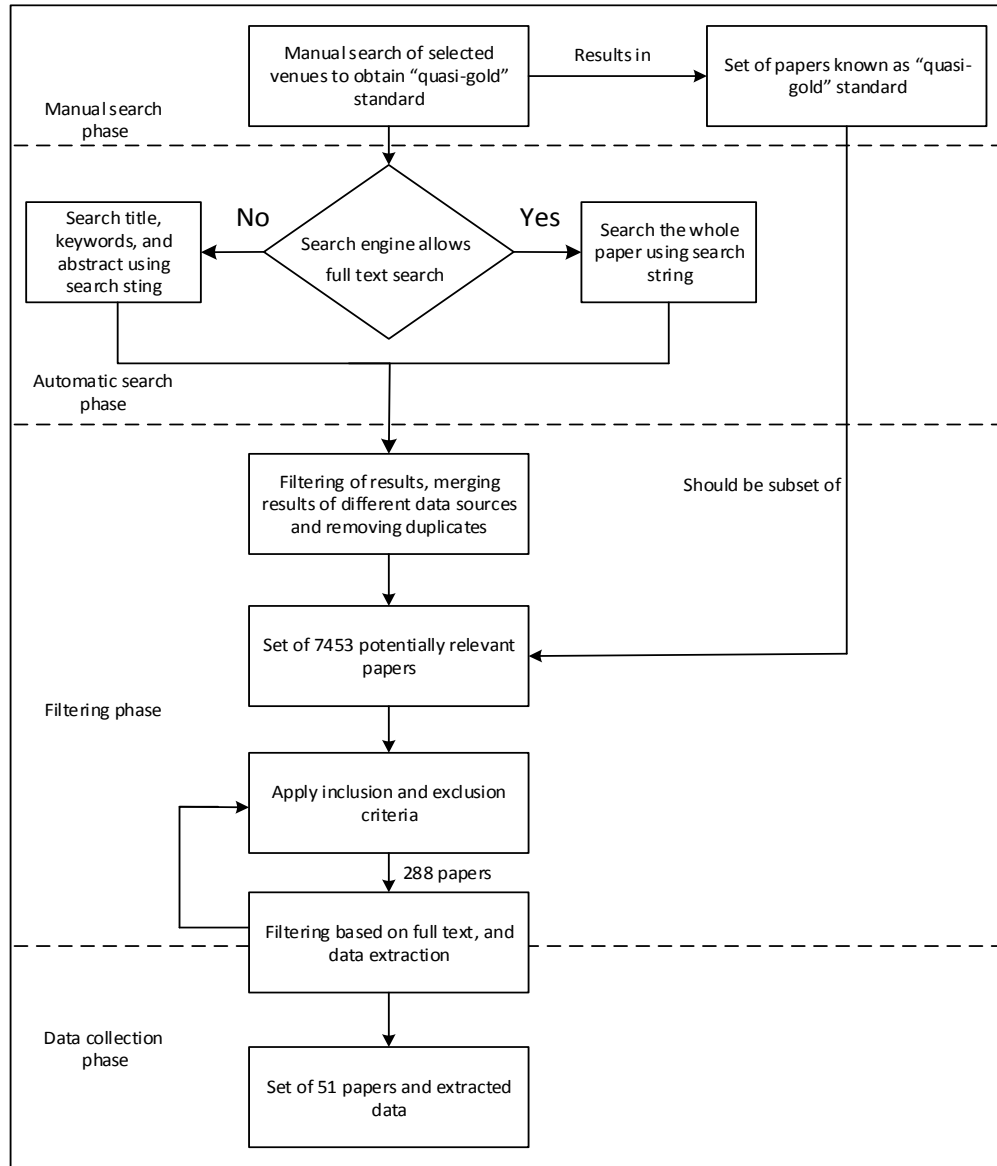 Manual search of selected
venues to obtain “quasi-gold”
standard
Results in
Set of papers known as “quasi-
gold” standard
Manual search
phase
No
Yes
Search title,
keywords, and
abstract using
search sting
Search engine allows
full text search
Search the whole
paper using search
string
Automatic search
phase
Filtering of results, merging
results of different data sources
and removing duplicates
Should be subset of
Set of 7453 potentially relevant
papers
Filtering phase
Apply inclusion and exclusion
criteria
288 papers
Filtering based on full text, and
data extraction
Data collection
phase
Set of 51 papers and extracted
data